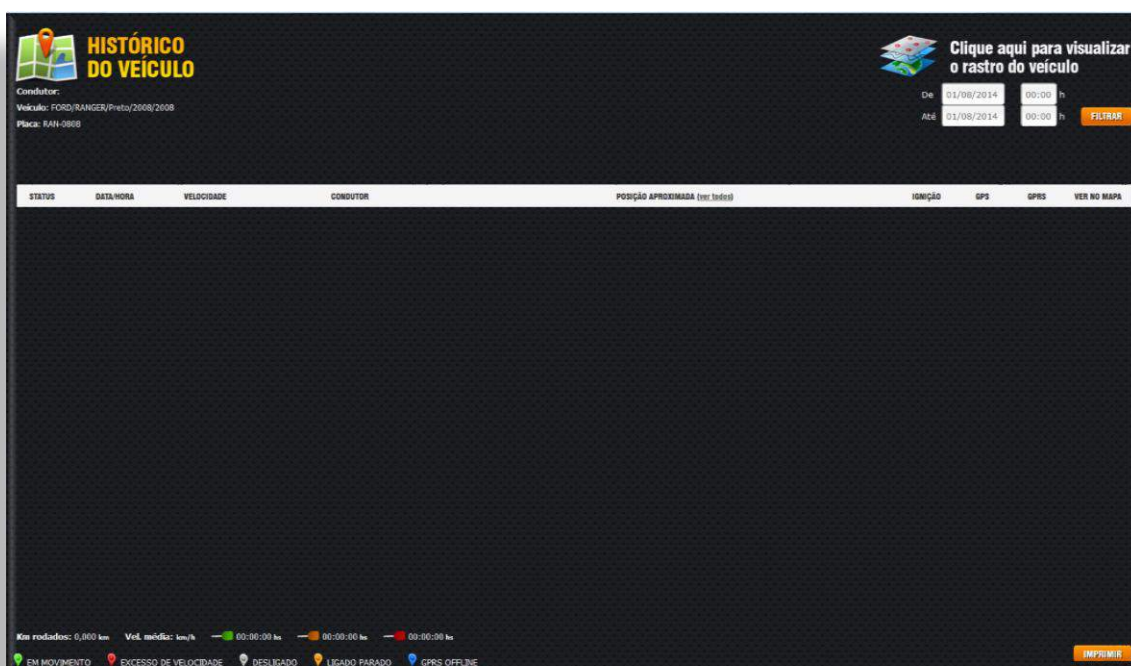 HISTÓRICO
DO VEÍCULO
Clique aqui para visualizar
o rastro do veículo
Condutor:
Veículo: FORD/RANGER/Preto/2008/2008
Placa: RAN-0808
De 01/08/2014 00:00 h
Até 01/08/2014 00:00 h FILTRAR
STATUS DATA/HORA VELOCIDADE CONDUTOR POSIÇÃO APROXIMADA (ver todos) IGNIÇÃO GPS GPRS VER NO MAPA
Km rodados: 0,000 km Vel. média: km/h 00:00:00 hs 00:00:00 hs 00:00:00 hs
EM MOVIMENTO EXCESSO DE VELOCIDADE DESLIGADO LIGADO PARADO GPRS OFFLINE
IMPRIMIR